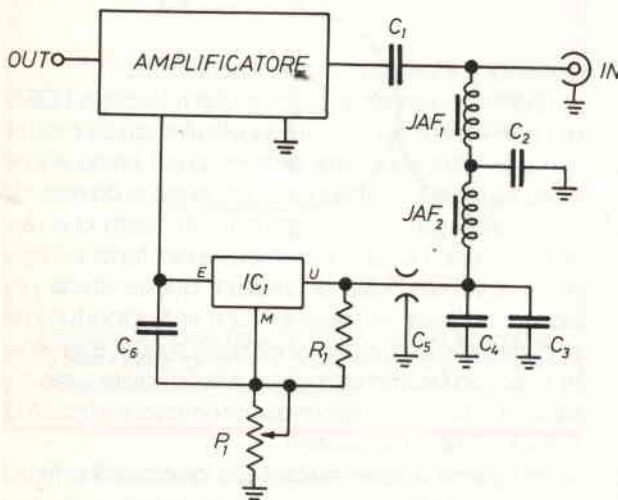 C1
OUT
AMPLIFICATORE
IN
JAF1
C2
JAF2
E
IC1
U
M
C6
R1
C5
C4
C3
P1